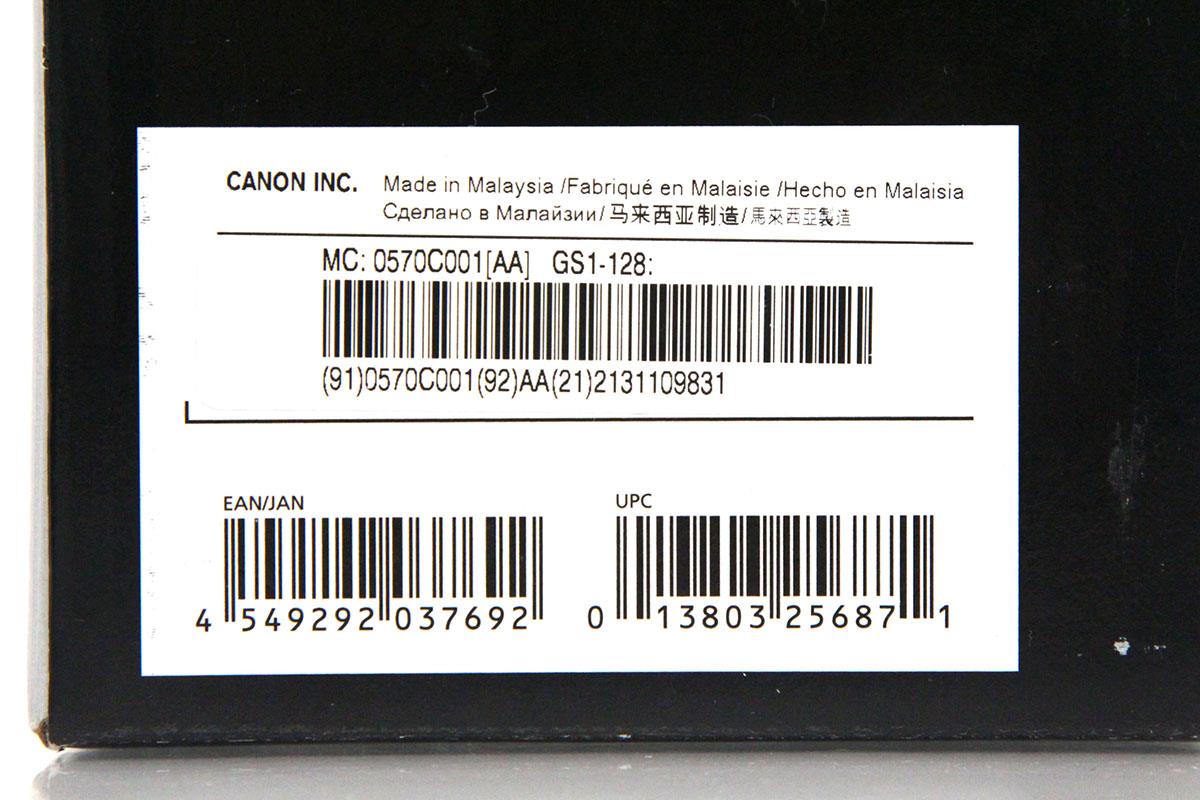 CANON INC. Made in Malaysia /Fabriqué en Malaisie /Hecho en Malaisia
Сделано в Малайзии/马来西亚制造/馬來西亞製造
MC: 0570C001[AA] GS1-128:
(91)0570C001(92)AA(21)2131109831
EAN/JAN
4 549292 037692
UPC
0 13803 25687 1